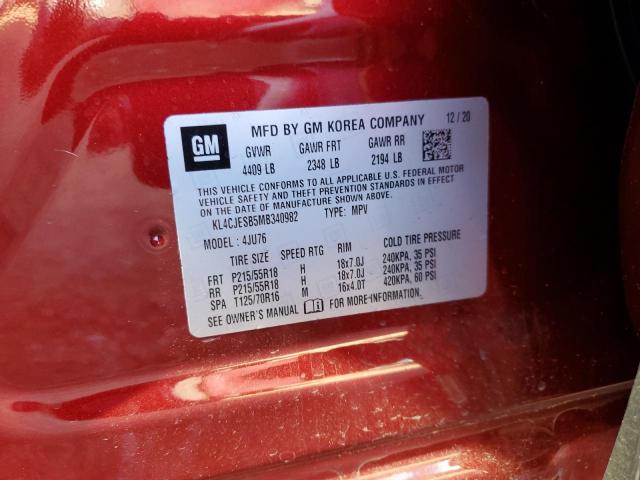 GM
MFD BY GM KOREA COMPANY 12/20
GVWR GAWR FRT GAWR RR
4409 LB 2348 LB 2194 LB
THIS VEHICLE CONFORMS TO ALL APPLICABLE U.S. FEDERAL MOTOR
VEHICLE SAFETY AND THEFT PREVENTION STANDARDS IN EFFECT
ON THE DATE OF MANUFACTURE SHOWN ABOVE.
KL4CJESB5MB340982 TYPE: MPV
MODEL: 4JU76
TIRE SIZE SPEED RTG RIM COLD TIRE PRESSURE
FRT P215/55R18 H 18x7.0J 240KPA, 35 PSI
RR P215/55R18 H 18x7.0J 240KPA, 35 PSI
SPA T125/70R16 M 16x4.0T 420KPA, 60 PSI
SEE OWNER'S MANUAL FOR MORE INFORMATION.